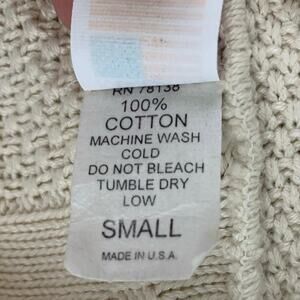 RN 78138
100%
COTTON
MACHINE WASH
COLD
DO NOT BLEACH
TUMBLE DRY
LOW
SMALL
MADE IN U.S.A.